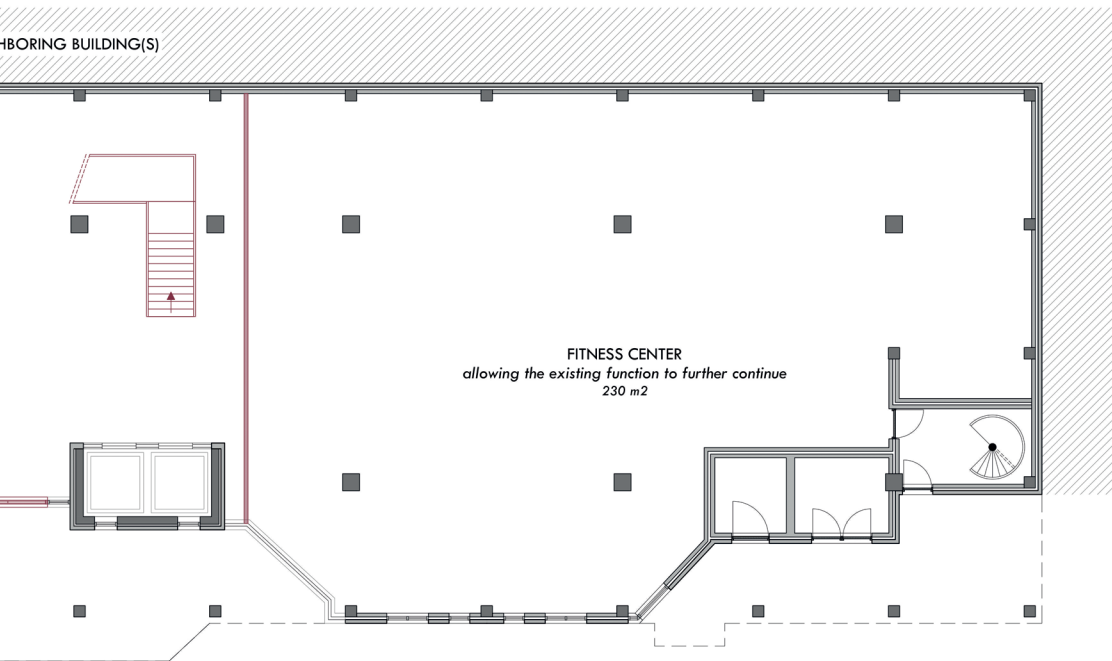 HBORING BUILDING(S)
FITNESS CENTER
allowing the existing function to further continue
230 m2